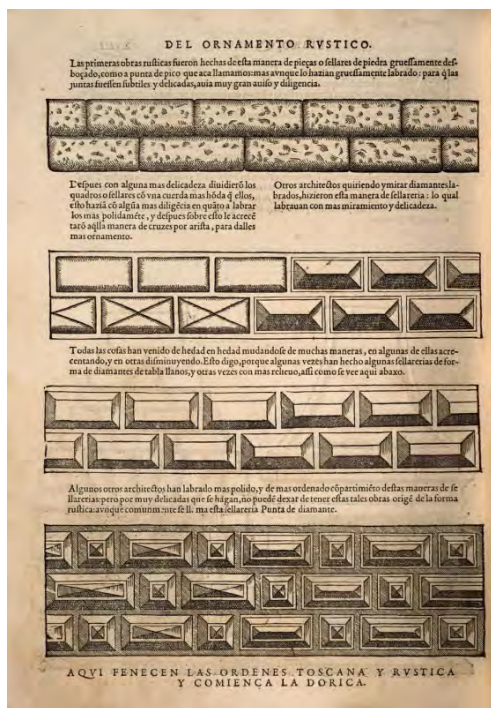 DEL ORNAMENTO RVSTICO.
Las primeras obras rusticas fueron hechas de esta manera de pieças o sellares de piedra gruessamente des-
boçado, como a punta de pico que aca llamamos: mas avnque lo hazian gruessamente labrado: para q̃ las
juntas fuessen subtiles y delicadas, auia muy gran auiso y diligencia.
Despues con alguna mas delicadeza diuidierõ los
quadros o sellares cõ vna cuerda mas hõda q̃ ellos,
esto haziã cõ algũa mas diligẽcia en quãto a labrar
los mas polidamẽte, y despues sobre esto le acrecẽ
tarõ aq̃lla manera de cruzes por arista, para dalles
mas ornamento.
Otros architectos quiriendo ymitar diamantes la-
brados, hizieron esta manera de sellareria: lo qual
labrauan con mas miramiento y delicadeza.
Todas las cosas han venido de hedad en hedad mudandose de muchas maneras, en algunas de ellas acre-
centando, y en otras disminuyendo. Esto digo, porque algunas vezes han hecho algunas sellarerias de for-
ma de diamantes de tabla llanos, y otras vezes con mas relieuo, assi como se vee aqui abaxo.
Algunos otros architectos han labrado mas polido, y de mas ordenado cõpartimiẽto destas maneras de se
llarerias: pero por muy delicadas que se hagan, no puedẽ dexar de tener estas tales obras origẽ de la forma
rustica: avnque comunmente se ma esta sellareria Punta de diamante.
AQVI FENECEN LAS ORDENES TOSCANA Y RVSTICA
Y COMIENÇA LA DORICA.